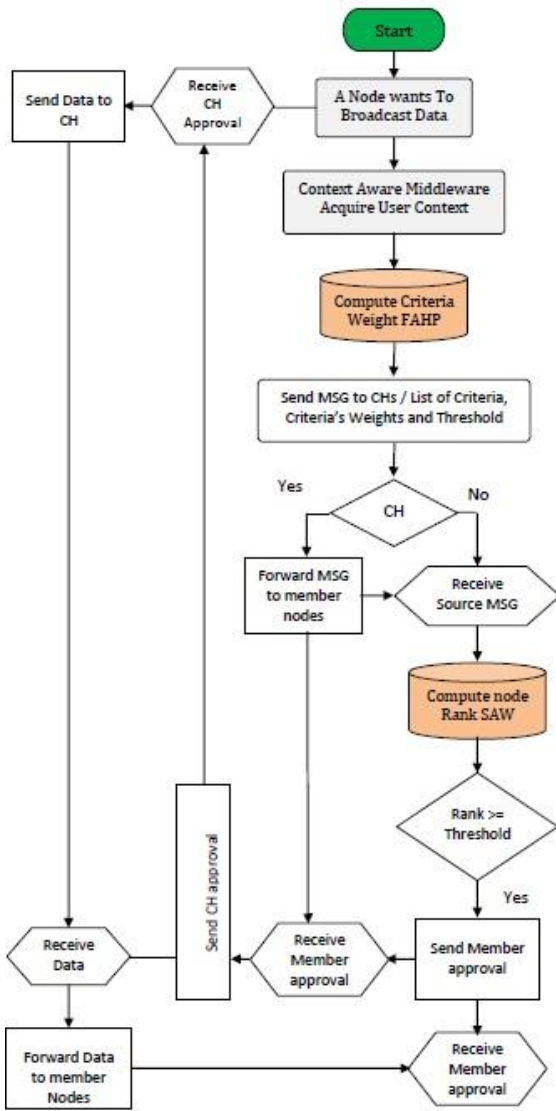 Start
Receive
CH
Approval
Send Data to
CH
A Node wants To
Broadcast Data
Context Aware Middleware
Acquire User Context
Compute Criteria
Weight FAHP
Send MSG to CHs / List of Criteria,
Criteria's Weights and Threshold
Yes
No
CH
Forward MSG
to member
nodes
Receive
Source MSG
Compute node
Rank SAW
Rank >=
Threshold
Yes
Send CH approval
Receive
Data
Receive
Member
approval
Send Member
approval
Forward Data
to member
Nodes
Receive
Member
approval